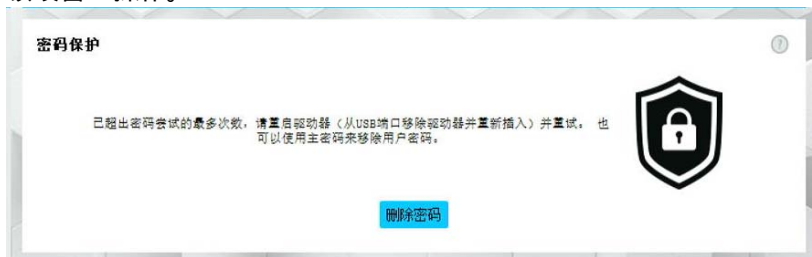 密码保护
已超出密码尝试的最多次数，请重启驱动器（从USB端口移除驱动器并重新插入）并重试。 也
可以使用主密码来移除用户密码。
删除密码